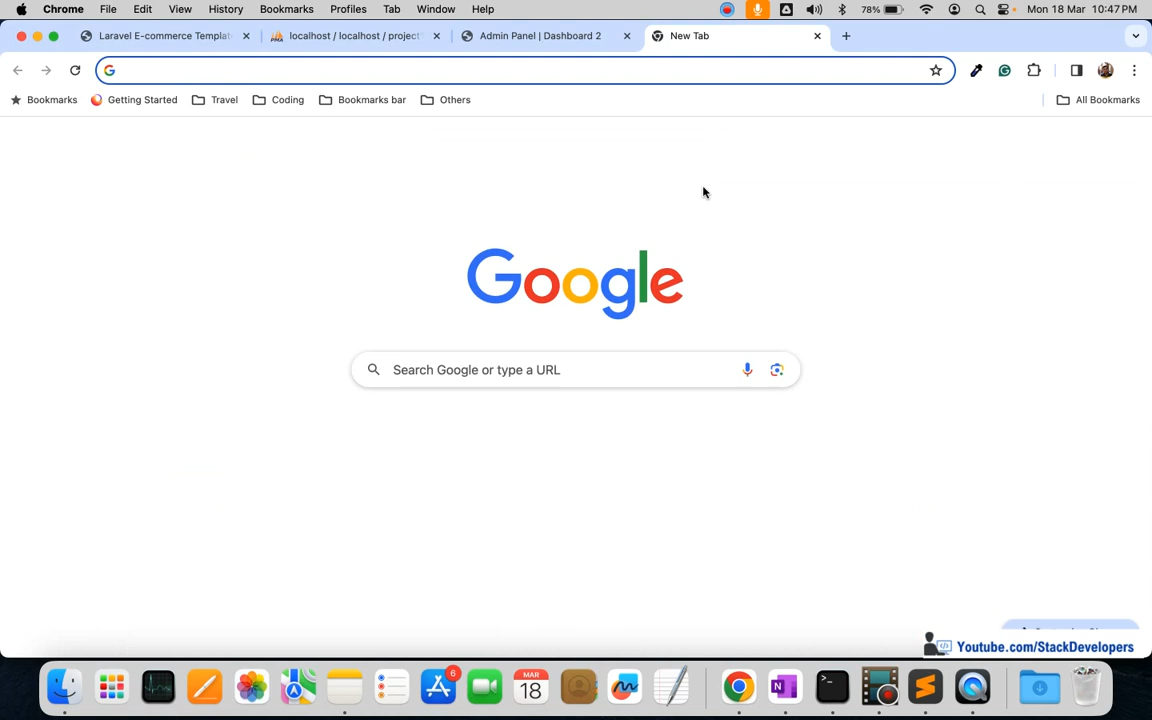 Chrome File Edit View History Bookmarks Profiles Tab Window Help 78% Mon 18 Mar 10:47 PM
Laravel E-commerce Templat localhost / localhost / project Admin Panel | Dashboard 2 New Tab
Bookmarks Getting Started Travel Coding Bookmarks bar Others All Bookmarks
Google
Search Google or type a URL
Youtube.com/StackDevelopers
6
MAR
18